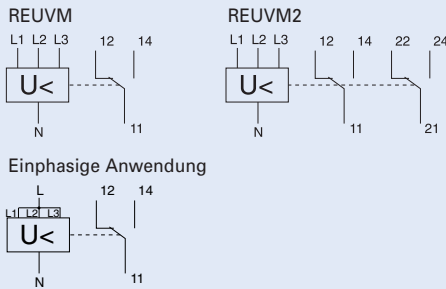 REUVM
L1 L2 L3 12 14
U<
N 11
REUVM2
L1 L2 L3 12 14 22 24
U<
N 11 21
Einphasige Anwendung
L 12 14
L1 L2 L3
U<
N 11